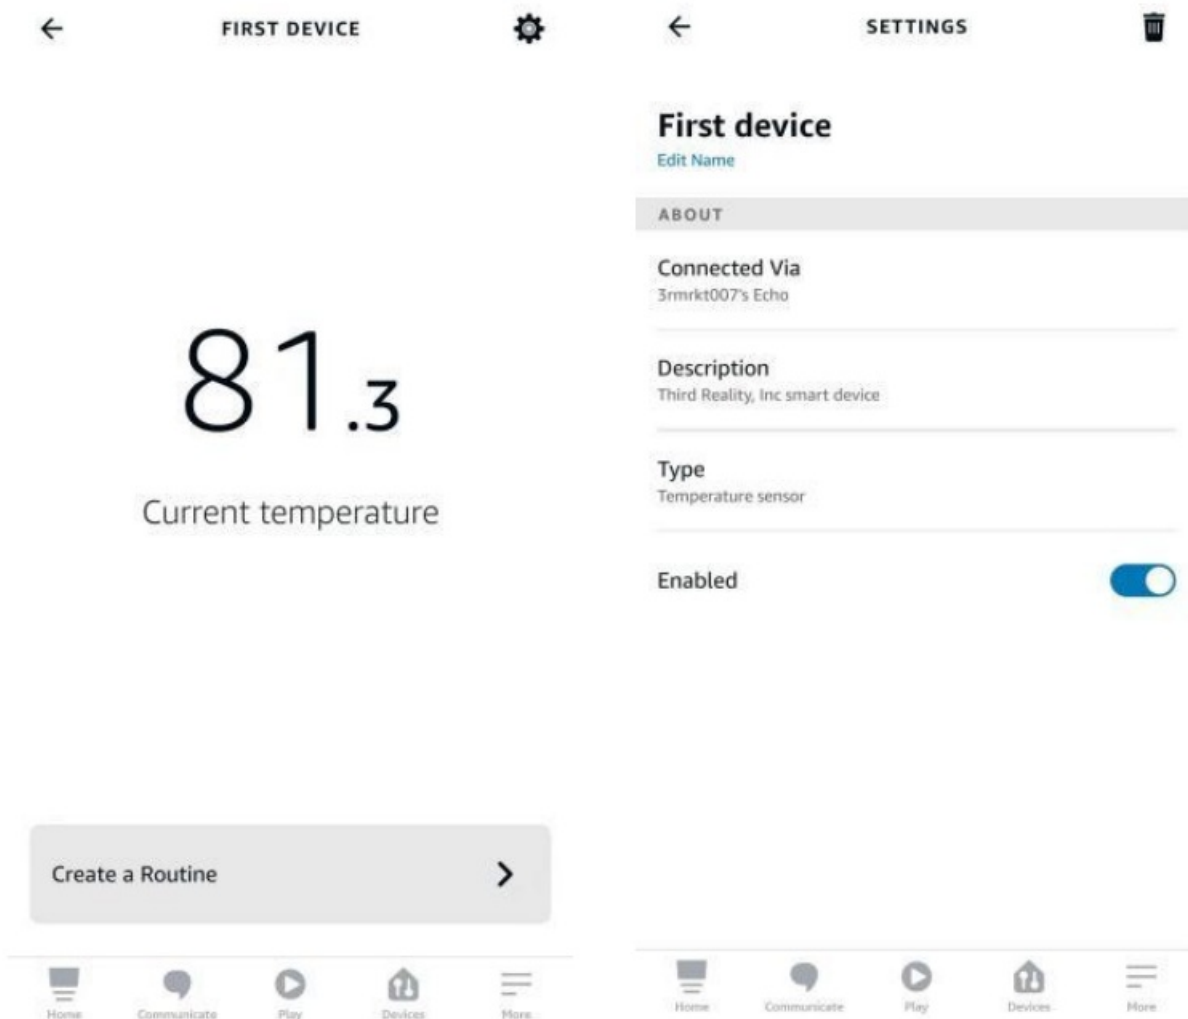 FIRST DEVICE
81.3
Current temperature
Create a Routine
Home
Communicate
Play
Devices
More
SETTINGS
First device
Edit Name
ABOUT
Connected Via
3rmrkt007's Echo
Description
Third Reality, Inc smart device
Type
Temperature sensor
Enabled
Home
Communicate
Play
Devices
More